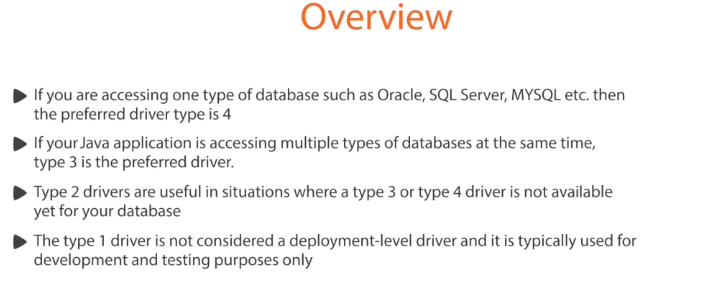 Overview
If you are accessing one type of database such as Oracle, SQL Server, MYSQL etc. then
the preferred driver type is 4
If your Java application is accessing multiple types of databases at the same time,
type 3 is the preferred driver.
Type 2 drivers are useful in situations where a type 3 or type 4 driver is not available
yet for your database
The type 1 driver is not considered a deployment-level driver and it is typically used for
development and testing purposes only